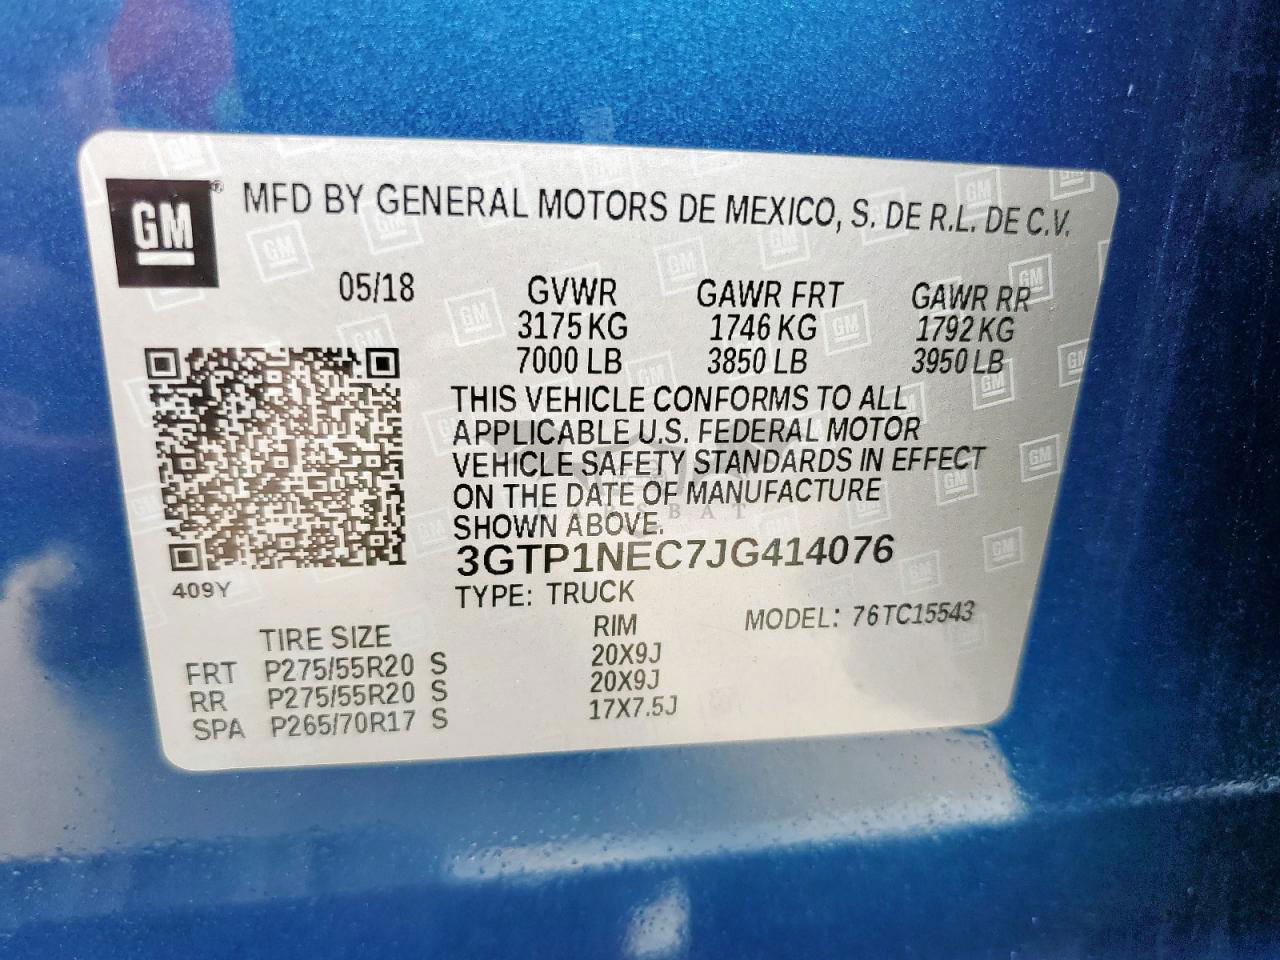 GM® MFD BY GENERAL MOTORS DE MEXICO, S. DE R.L. DE C.V.
05/18 GVWR GAWR FRT GAWR RR
3175 KG 1746 KG 1792 KG
7000 LB 3850 LB 3950 LB
THIS VEHICLE CONFORMS TO ALL
APPLICABLE U.S. FEDERAL MOTOR
VEHICLE SAFETY STANDARDS IN EFFECT
ON THE DATE OF MANUFACTURE
SHOWN ABOVE.
3GTP1NEC7JG414076
409Y
TYPE: TRUCK
MODEL: 76TC15543
TIRE SIZE RIM
FRT P275/55R20 S 20X9J
RR P275/55R20 S 20X9J
SPA P265/70R17 S 17X7.5J